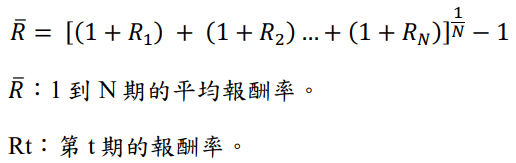 R̄ = [(1 + R₁) + (1 + R₂) … + (1 + R_N)]^{1/N} − 1
R̄：1 到 N 期的平均報酬率。
Rt：第 t 期的報酬率。